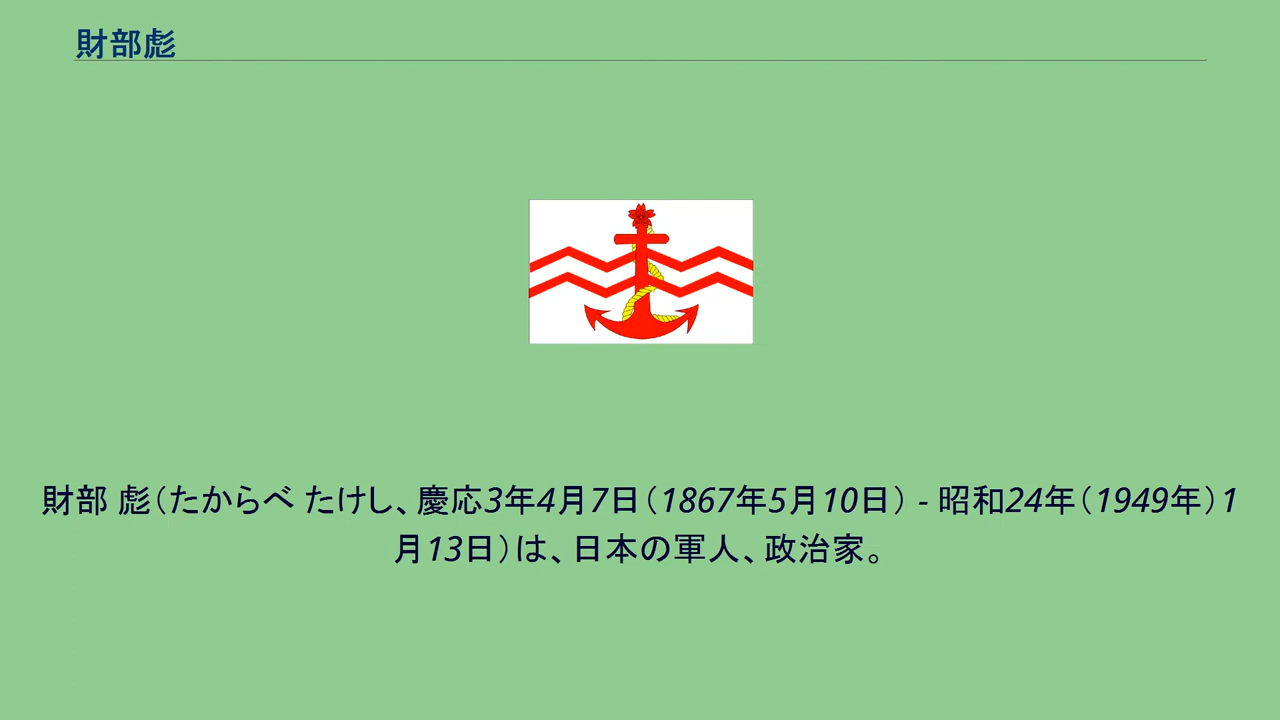 財部彪
財部 彪（たからべ たけし、慶応3年4月7日（1867年5月10日） - 昭和24年（1949年）1
月13日）は、日本の軍人、政治家。